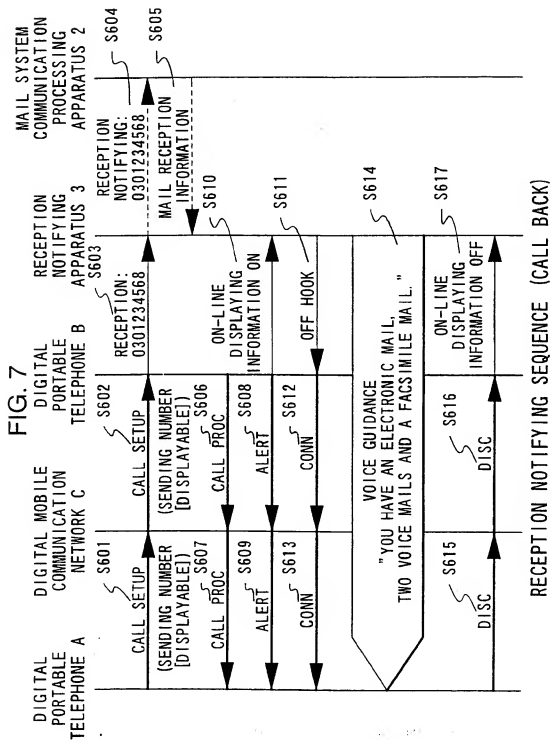 FIG. 7
DIGITAL
PORTABLE
TELEPHONE A
DIGITAL MOBILE
COMMUNICATION
NETWORK C
DIGITAL
PORTABLE
TELEPHONE B
RECEPTION
NOTIFYING
APPARATUS 3
MAIL SYSTEM
COMMUNICATION
PROCESSING
APPARATUS 2
S601
CALL SETUP
(SENDING NUMBER
[DISPLAYABLE])
S602
CALL SETUP
(SENDING NUMBER
[DISPLAYABLE])
S603
RECEPTION:
0301234568
S604
RECEPTION
NOTIFYING:
0301234568
S605
MAIL RECEPTION
INFORMATION
S607
CALL PROC
S606
CALL PROC
S609
ALERT
S608
ALERT
S610
ON-LINE
DISPLAYING
INFORMATION ON
S613
CONN
S612
CONN
S611
OFF HOOK
S614
VOICE GUIDANCE
"YOU HAVE AN ELECTRONIC MAIL,
TWO VOICE MAILS AND A FACSIMILE MAIL."
S615
DISC
S616
DISC
S617
ON-LINE
DISPLAYING
INFORMATION OFF
RECEPTION NOTIFYING SEQUENCE (CALL BACK)